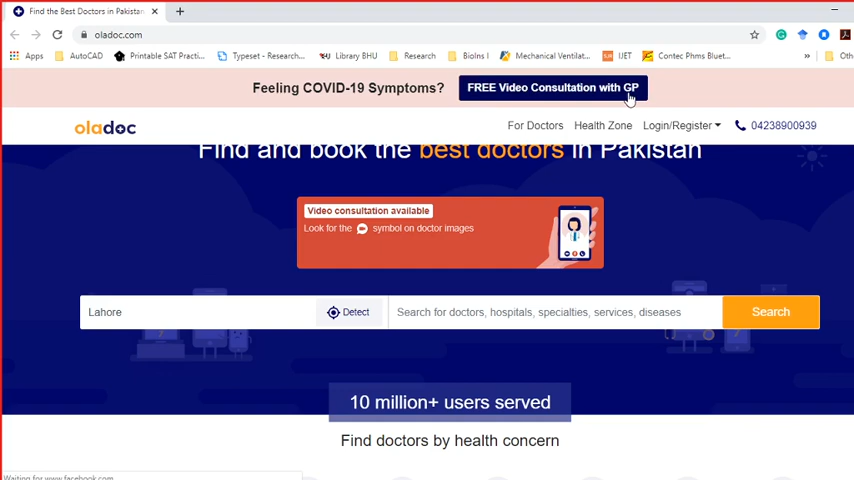 Find the Best Doctors in Pakistan
oladoc.com
Apps
AutoCAD
Printable SAT Practi...
Typeset - Research...
Library BHU
Research
BioIns I
Mechanical Ventilat...
IJET
Contec Phms Bluet...
»
Oth
Feeling COVID-19 Symptoms?
FREE Video Consultation with GP
oladoc
For Doctors
Health Zone
Login/Register
04238900939
Find and book the best doctors in Pakistan
Video consultation available
Look for the symbol on doctor images
Lahore
Detect
Search for doctors, hospitals, specialties, services, diseases
Search
10 million+ users served
Find doctors by health concern
Waiting for www.facebook.com